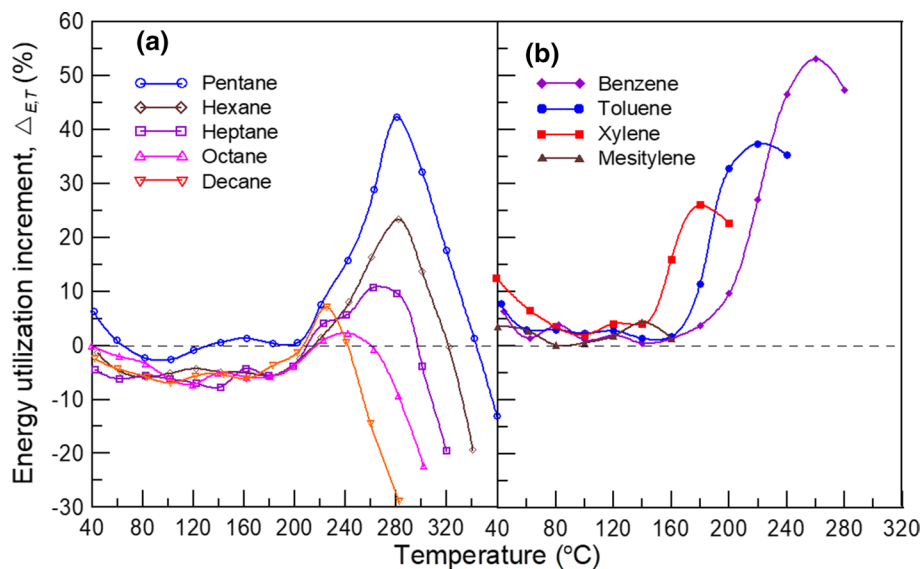 Energy utilization increment, △E,T (%)
60
50
40
30
20
10
0
-10
-20
-30
(a)
Pentane
Hexane
Heptane
Octane
Decane
(b)
Benzene
Toluene
Xylene
Mesitylene
40 80 120 160 200 240 280 320 40 80 120 160 200 240 280 320
Temperature (°C)